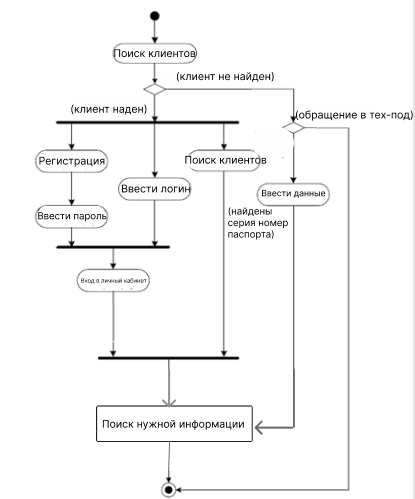 Поиск клиентов
(клиент не найден)
(клиент наден)
(обращение в тех-под)
Регистрация
Поиск клиентов
Ввести логин
Ввести данные
Ввести пароль
(найдены
серия номер
паспорта)
Вход в личный кабинет
Поиск нужной информации